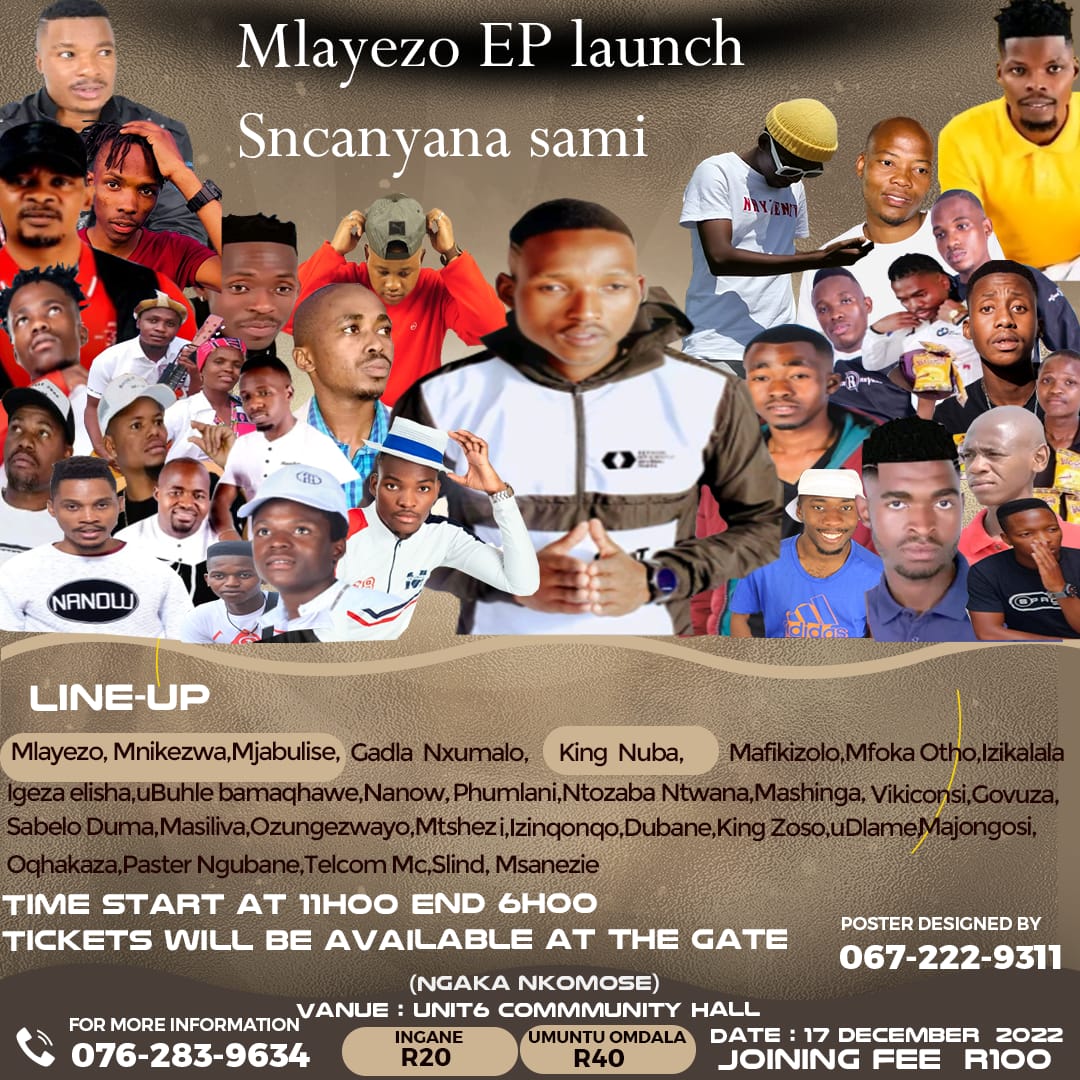 Mlayezo EP launch
Sncanyana sami
NANOW
adidas
LINE-UP
Mlayezo, Mnikezwa,Mjabulise, Gadla Nxumalo, King Nuba, Mafikizolo,Mfoka Otho,Izikalala
Igeza elisha,uBuhle bamaqhawe,Nanow, Phumlani,Ntozaba Ntwana,Mashinga, Vikiconsi,Govuza,
Sabelo Duma,Masiliva,Ozungezwayo,Mtshezi,Izinqonqo,Dubane,King Zoso,uDlame,Majongosi,
Oqhakaza,Paster Ngubane,Telcom Mc,Slind, Msanezie
TIME START AT 11H00 END 6H00
TICKETS WILL BE AVAILABLE AT THE GATE
POSTER DESIGNED BY
067-222-9311
(NGAKA NKOMOSE)
VANUE : UNIT6 COMMMUNITY HALL
FOR MORE INFORMATION
076-283-9634
INGANE
R20
UMUNTU OMDALA
R40
DATE : 17 DECEMBER 2022
JOINING FEE R100